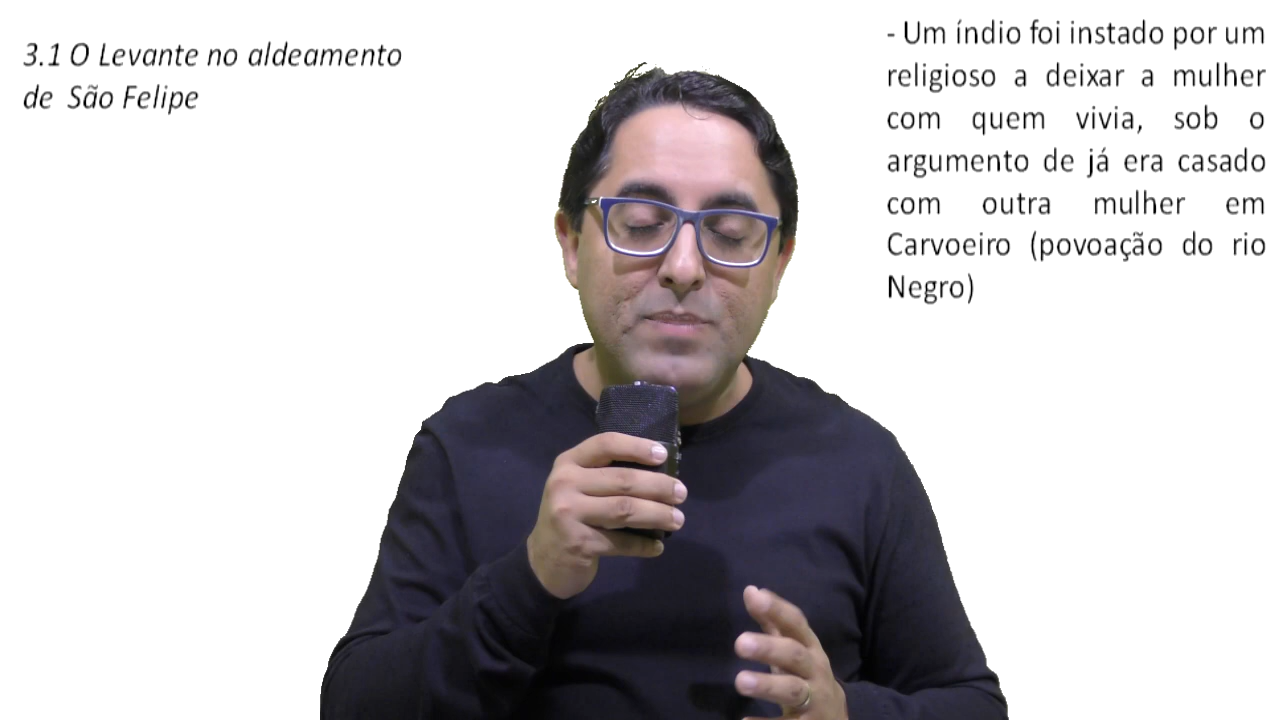 3.1 O Levante no aldeamento
de São Felipe
- Um índio foi instado por um
religioso a deixar a mulher
com quem vivia, sob o
argumento de já era casado
com outra mulher em
Carvoeiro (povoação do rio
Negro)